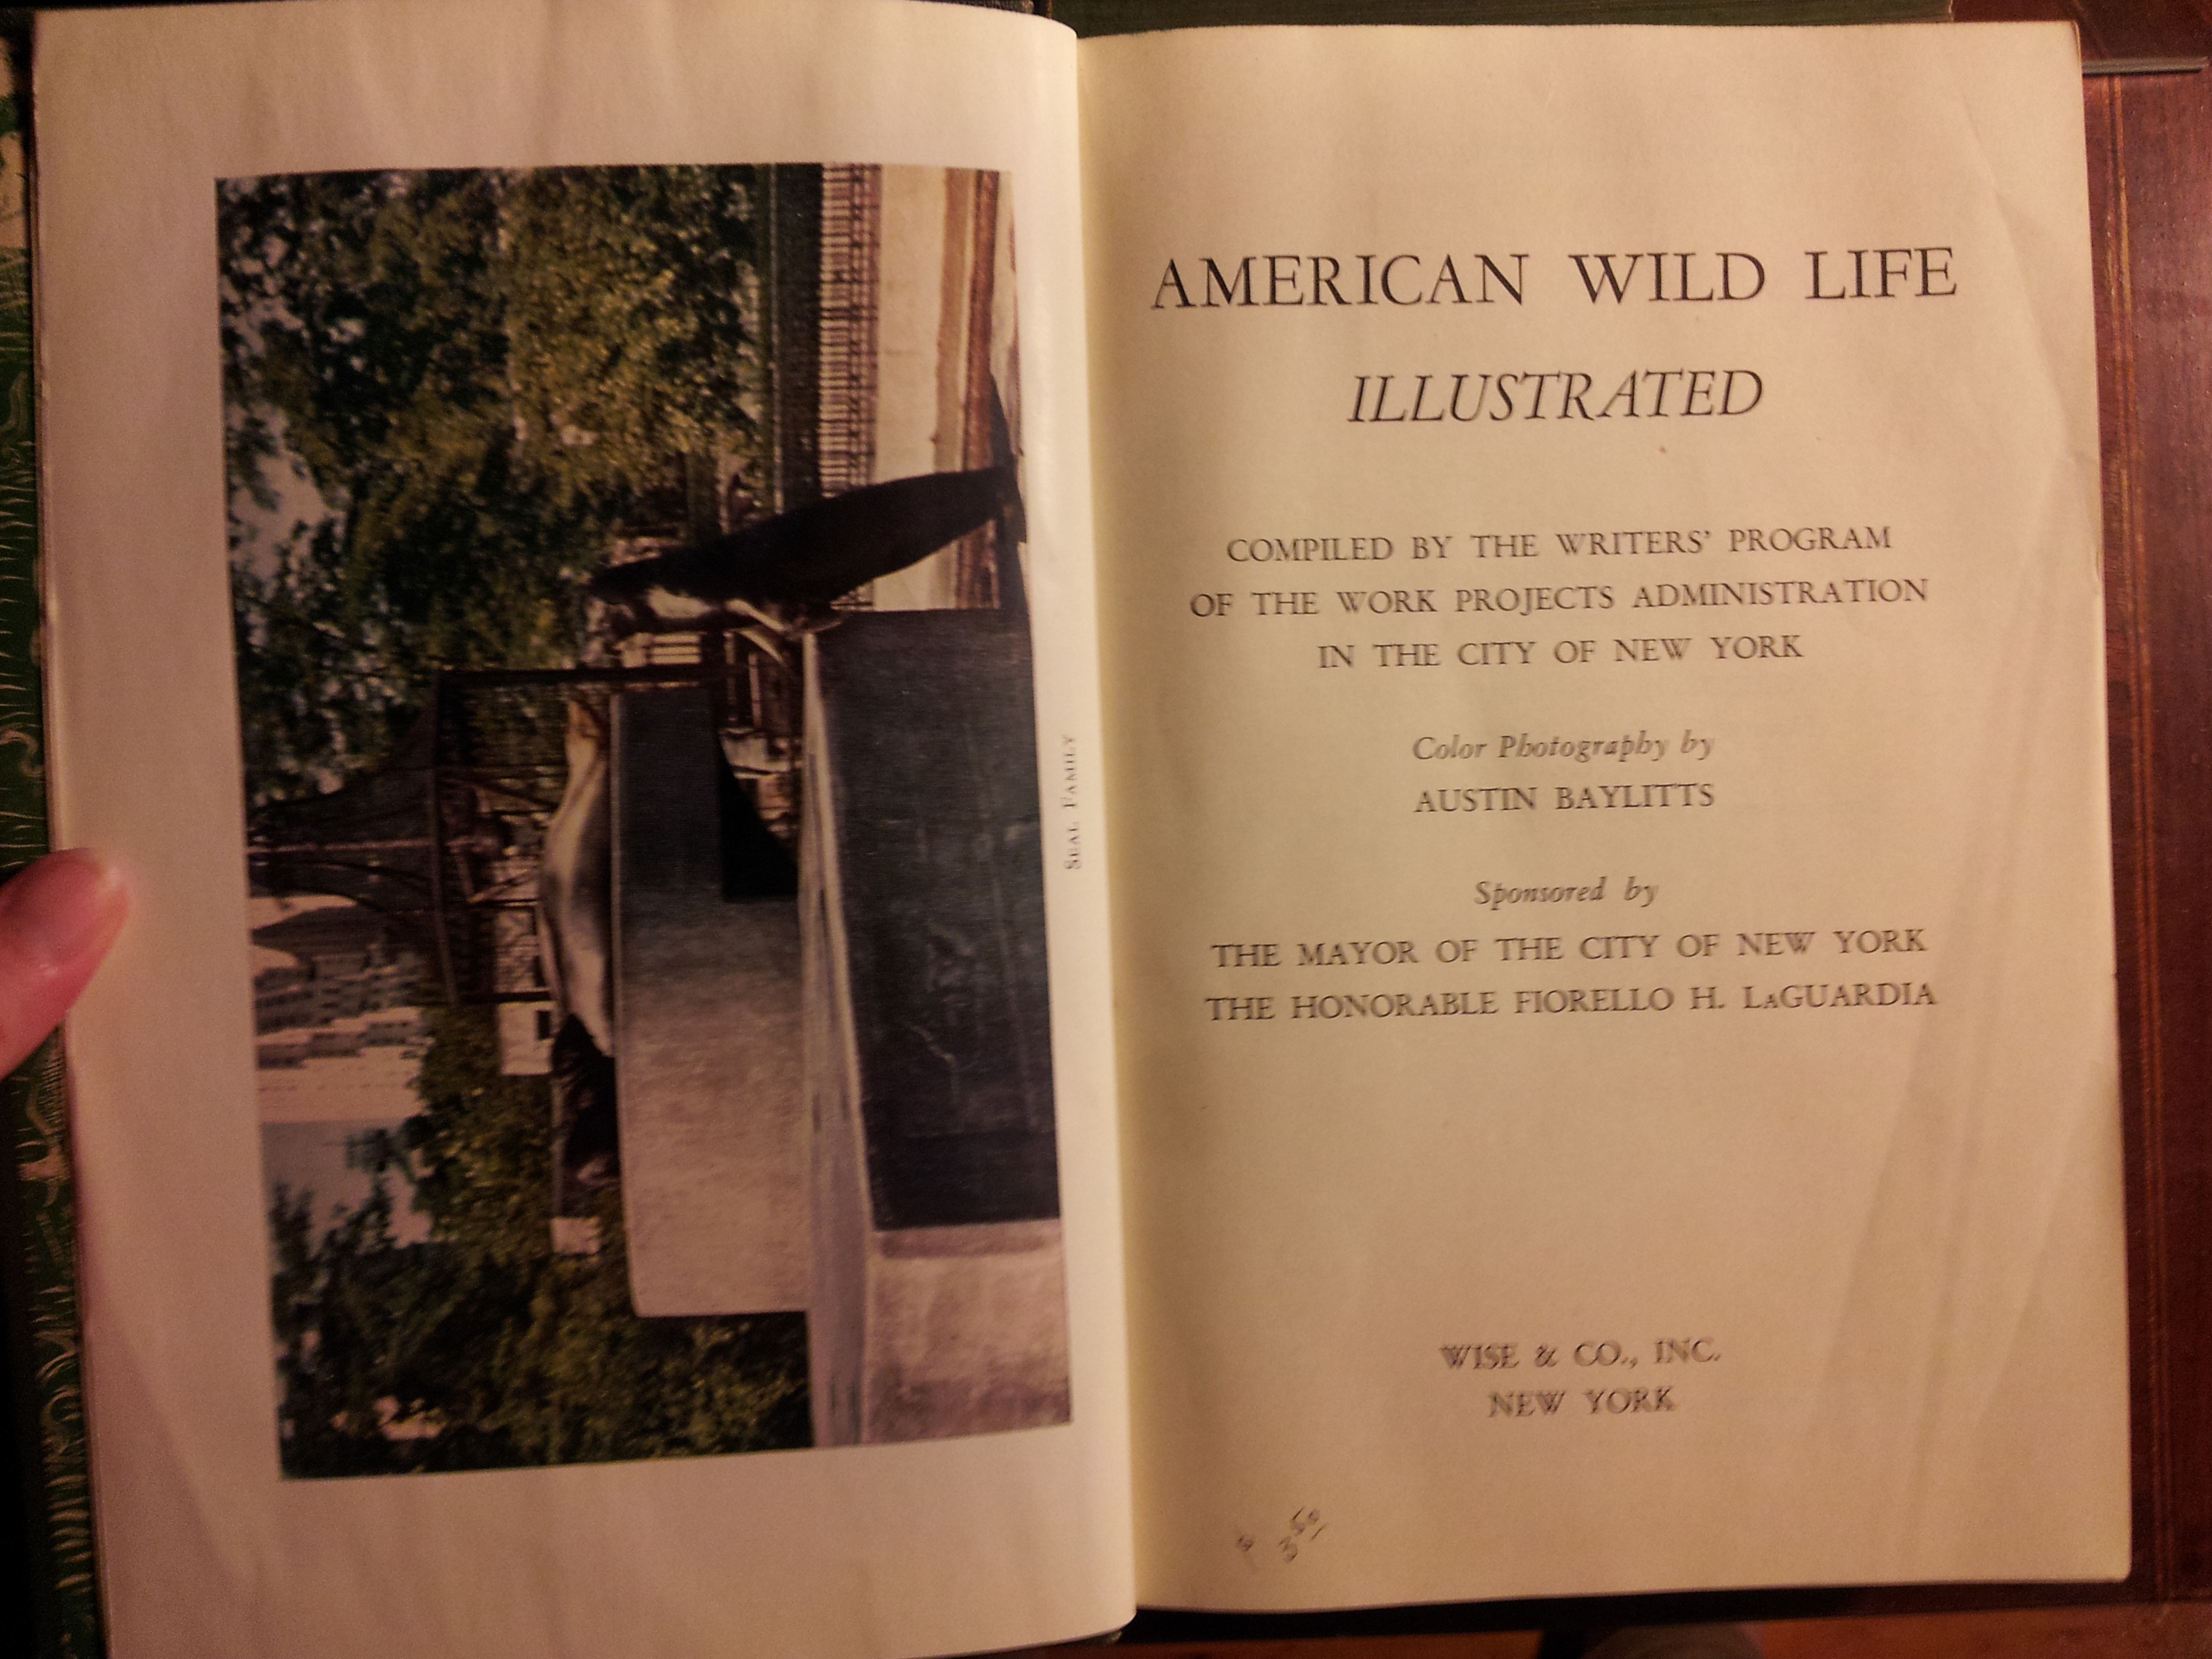 SEAL FAMILY
AMERICAN WILD LIFE
ILLUSTRATED
COMPILED BY THE WRITERS' PROGRAM
OF THE WORK PROJECTS ADMINISTRATION
IN THE CITY OF NEW YORK
Color Photography by
AUSTIN BAYLITTS
Sponsored by
THE MAYOR OF THE CITY OF NEW YORK
THE HONORABLE FIORELLO H. LAGUARDIA
WISE & CO., INC.
NEW YORK
3 50